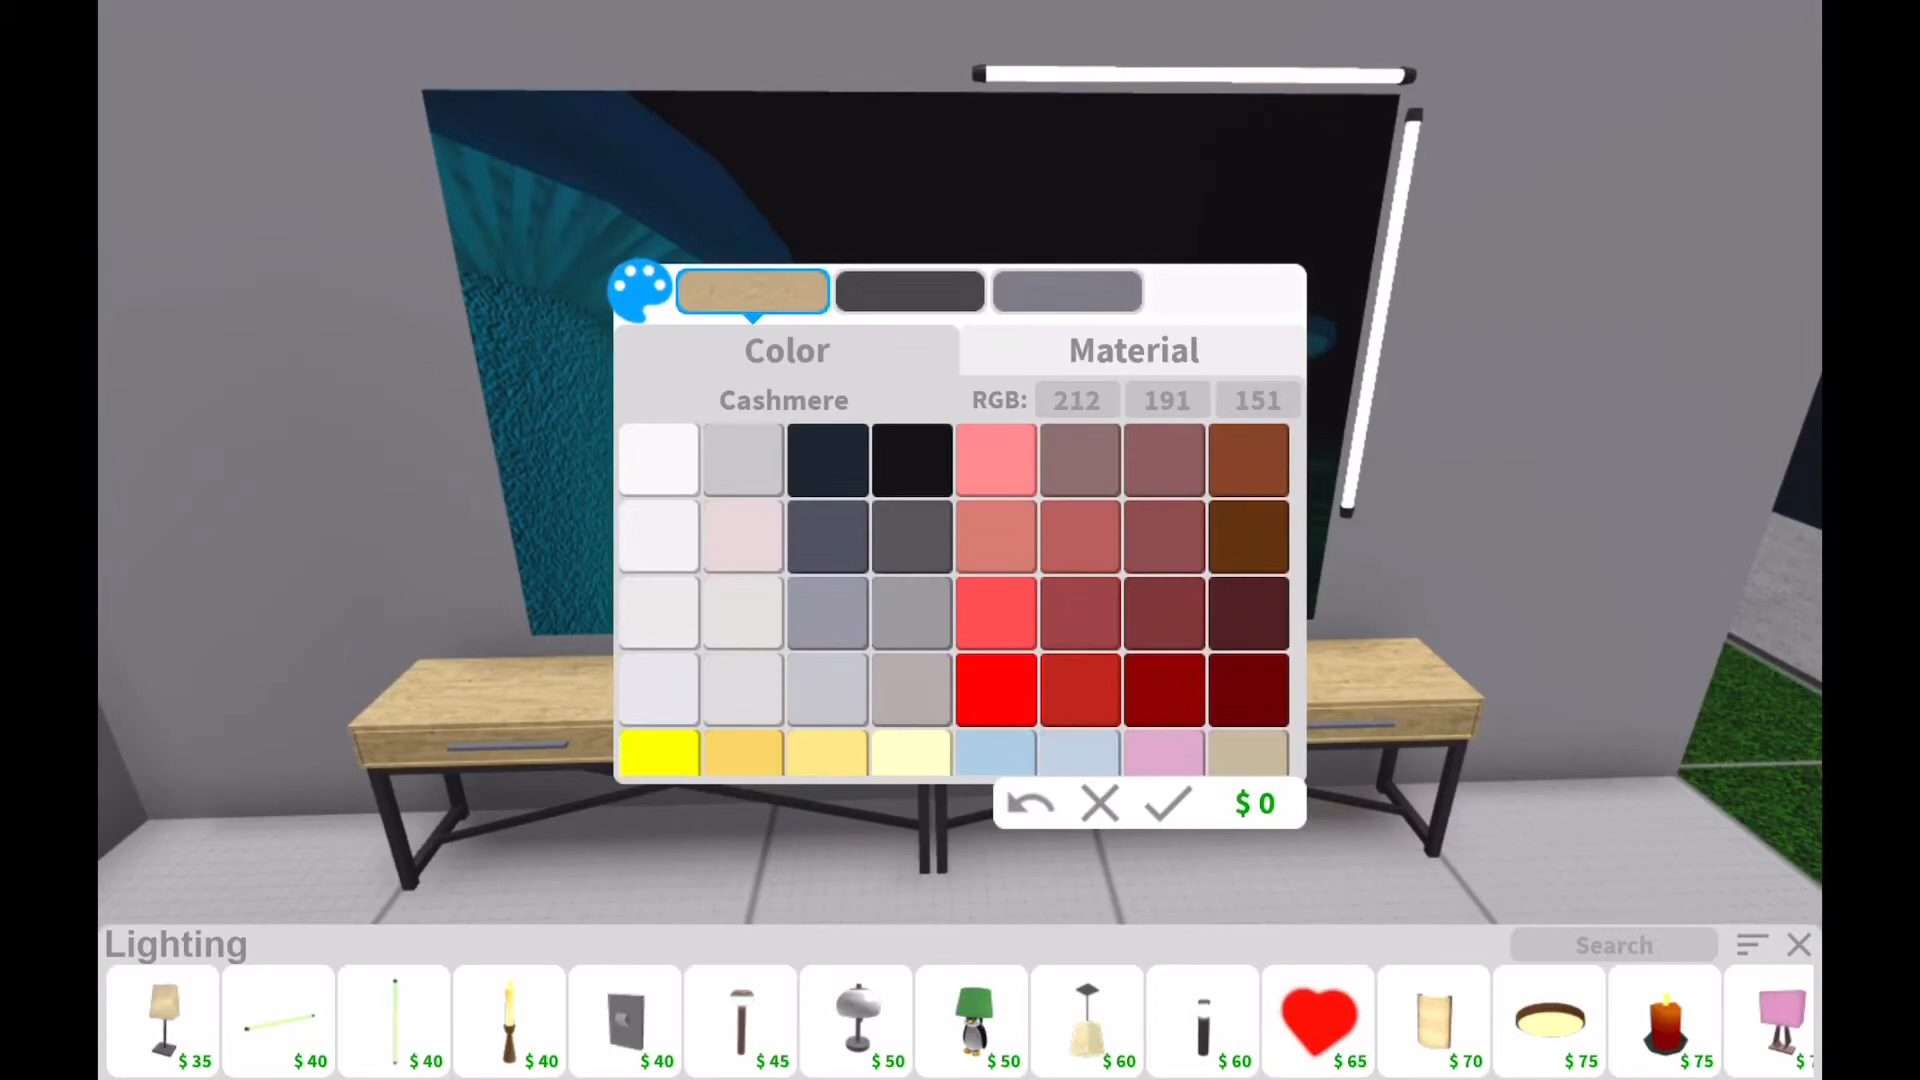 Color
Material
Cashmere
RGB: 212 191 151
$ 0
Lighting
Search
$ 35
$ 40
$ 40
$ 40
$ 40
$ 45
$ 50
$ 50
$ 60
$ 60
$ 65
$ 70
$ 75
$ 75